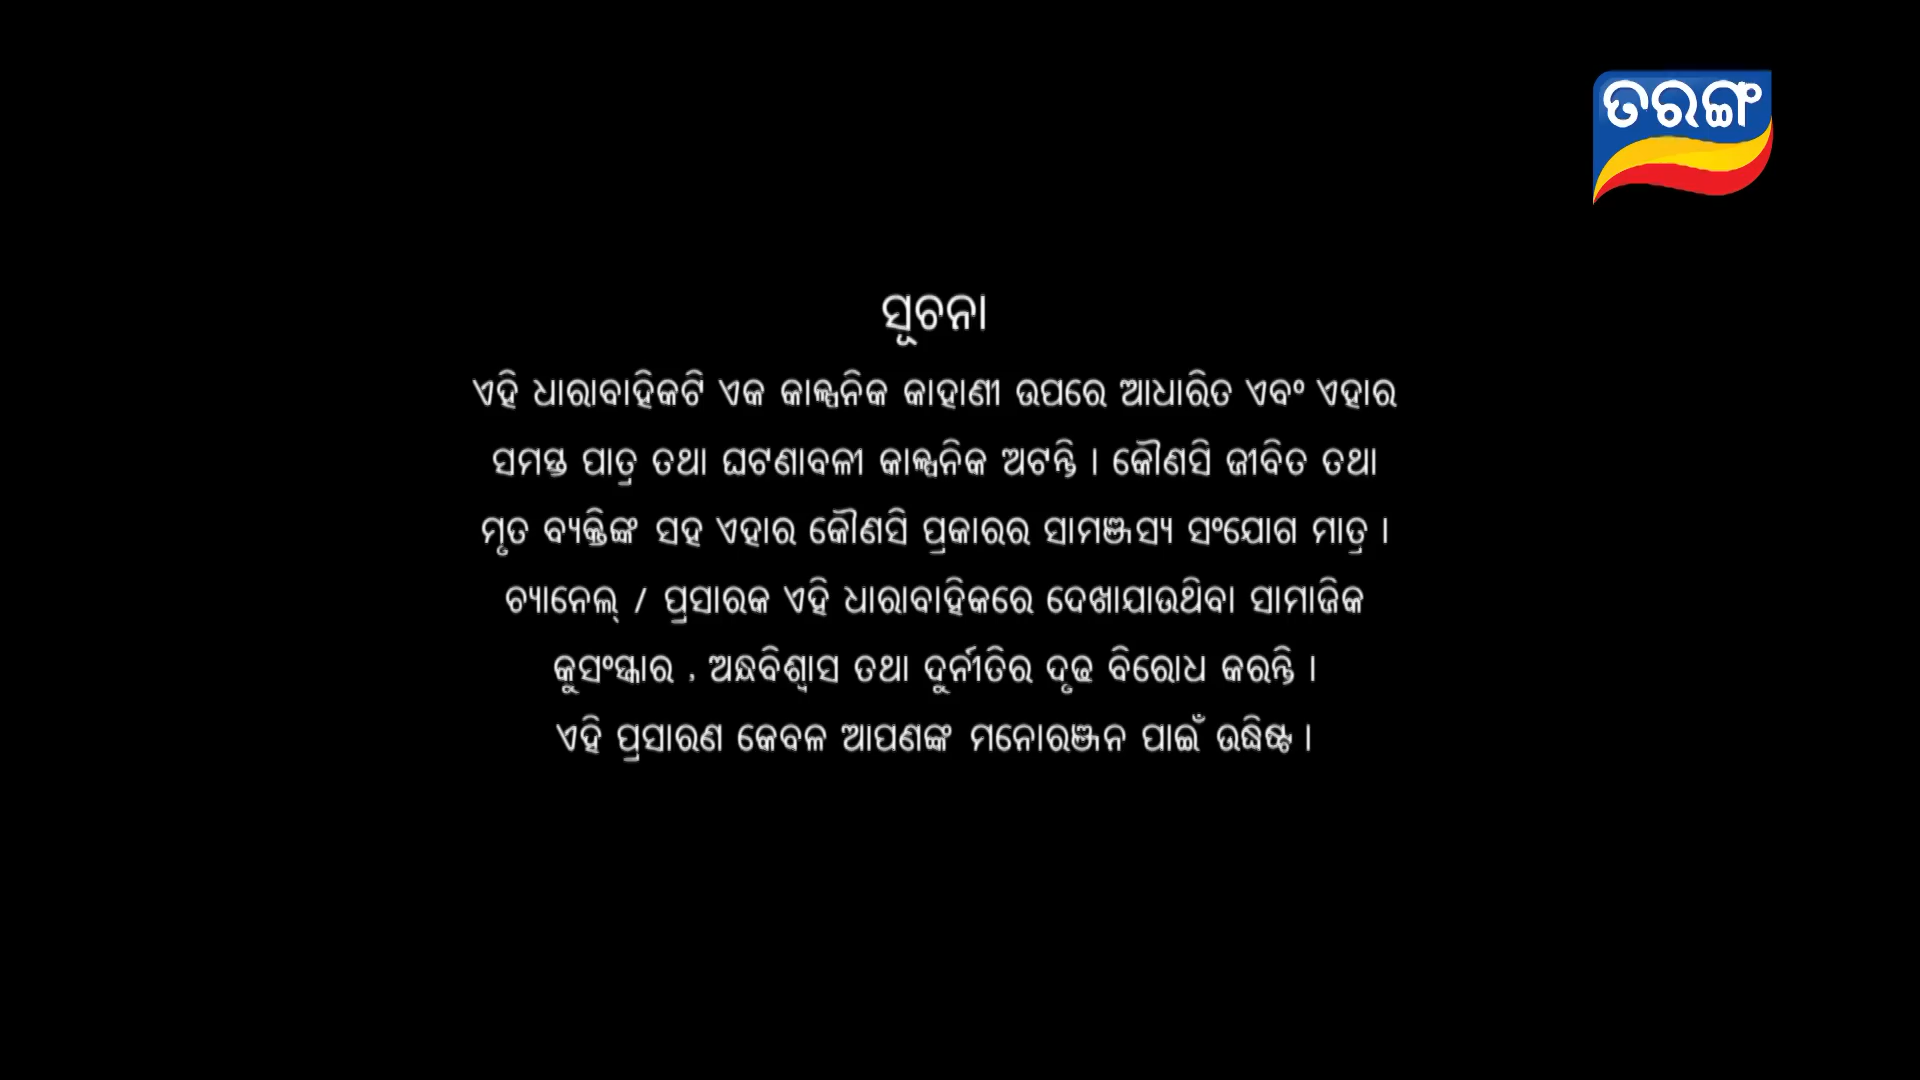 ତରଙ୍ଗ
ସୂଚନା
ଏହି ଧାରାବାହିକଟି ଏକ କାଳ୍ପନିକ କାହାଣୀ ଉପରେ ଆଧାରିତ ଏବଂ ଏହାର
ସମସ୍ତ ପାତ୍ର ତଥା ଘଟଣାବଳୀ କାଳ୍ପନିକ ଅଟନ୍ତି । କୌଣସି ଜୀବିତ ତଥା
ମୃତ ବ୍ୟକ୍ତିଙ୍କ ସହ ଏହାର କୌଣସି ପ୍ରକାରର ସାମଞ୍ଜସ୍ୟ ସଂଯୋଗ ମାତ୍ର ।
ଚ୍ୟାନେଲ୍ / ପ୍ରସାରକ ଏହି ଧାରାବାହିକରେ ଦେଖାଯାଉଥିବା ସାମାଜିକ
କୁସଂସ୍କାର , ଅନ୍ଧବିଶ୍ୱାସ ତଥା ଦୁର୍ନୀତିର ଦୃଢ ବିରୋଧ କରନ୍ତି ।
ଏହି ପ୍ରସାରଣ କେବଳ ଆପଣଙ୍କ ମନୋରଞ୍ଜନ ପାଇଁ ଉଦ୍ଧିଷ୍ଟ ।